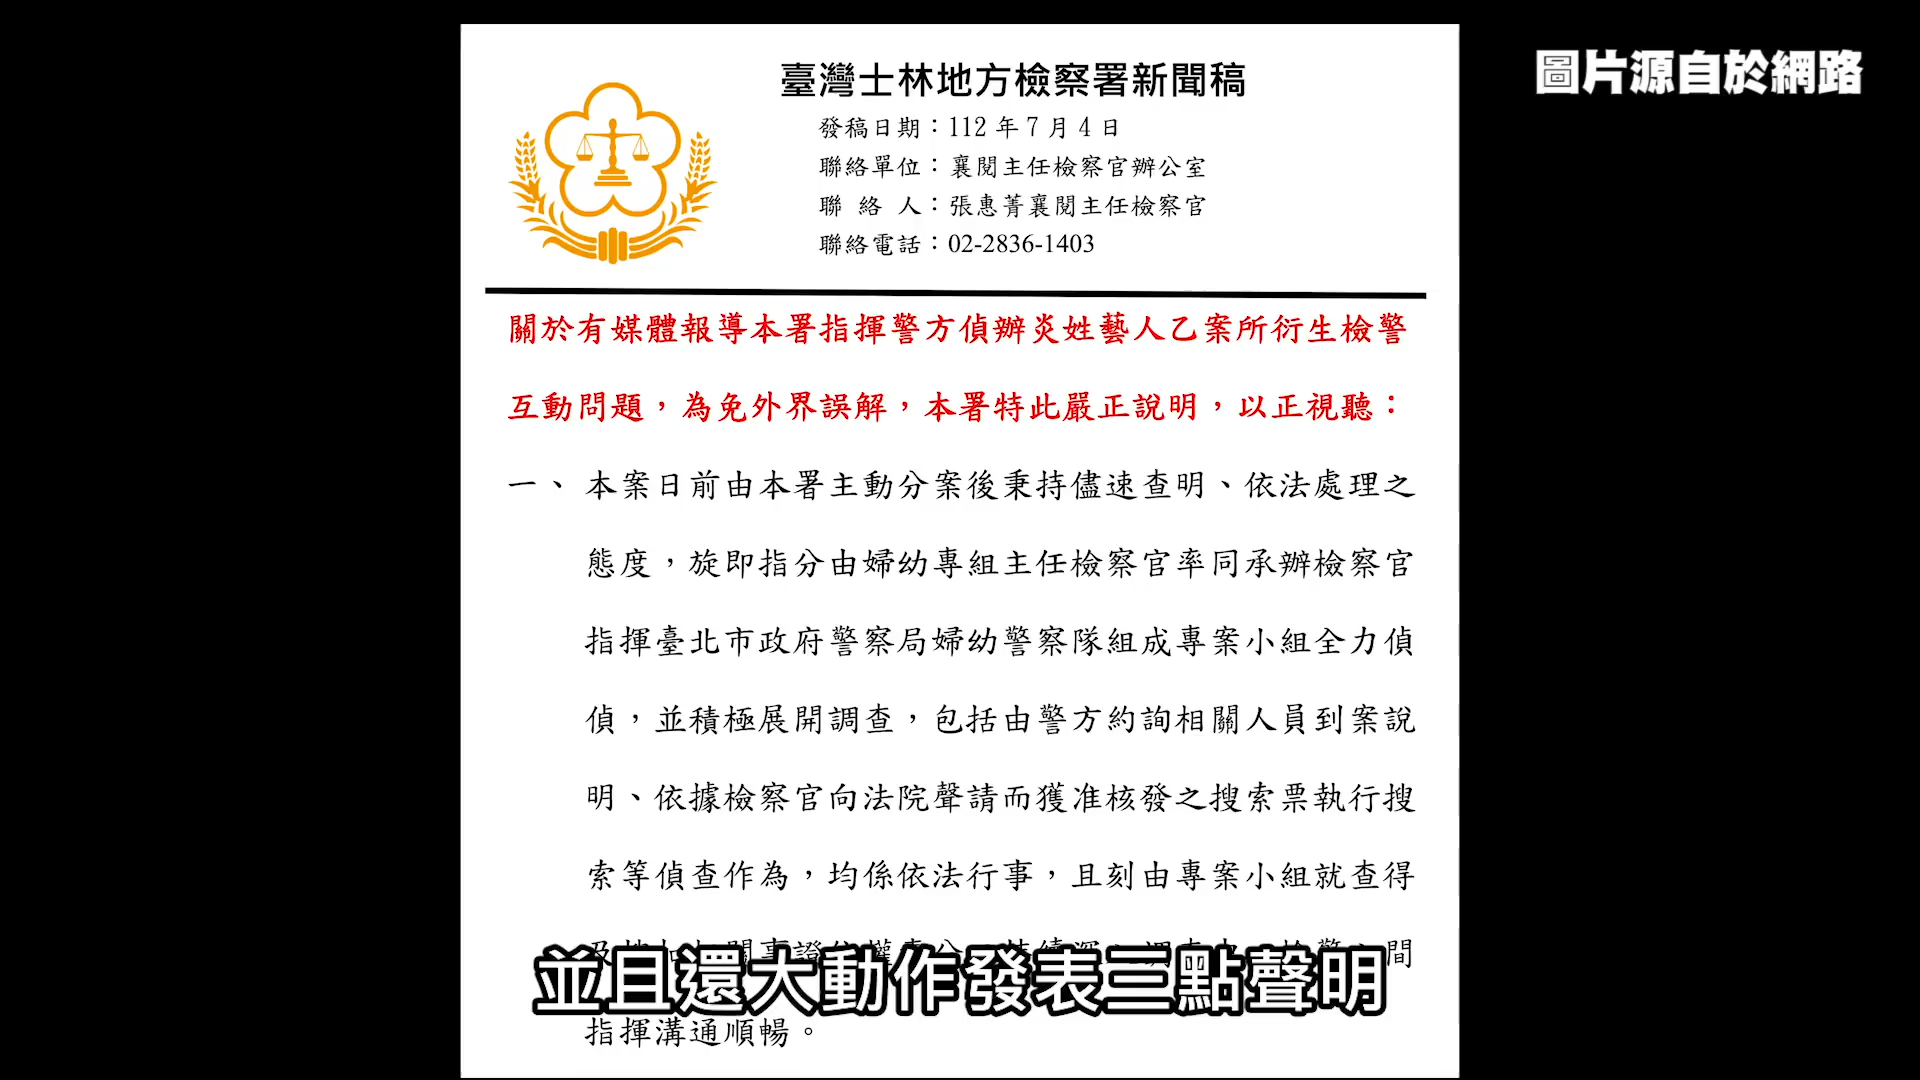 圖片源自於網路
臺灣士林地方檢察署新聞稿
發稿日期：112 年 7 月 4 日
聯絡單位：襄閱主任檢察官辦公室
聯 絡 人：張惠菁襄閱主任檢察官
聯絡電話：02-2836-1403
關於有媒體報導本署指揮警方偵辦炎姓藝人乙案所衍生檢警
互動問題，為免外界誤解，本署特此嚴正說明，以正視聽：
一、本案日前由本署主動分案後秉持儘速查明、依法處理之
態度，旋即指分由婦幼專組主任檢察官率同承辦檢察官
指揮臺北市政府警察局婦幼警察隊組成專案小組全力偵
偵，並積極展開調查，包括由警方約詢相關人員到案說
明、依據檢察官向法院聲請而獲准核發之搜索票執行搜
索等偵查作為，均係依法行事，且刻由專案小組就查得
間
並且還大動作發表三點聲明
指揮溝通順暢。